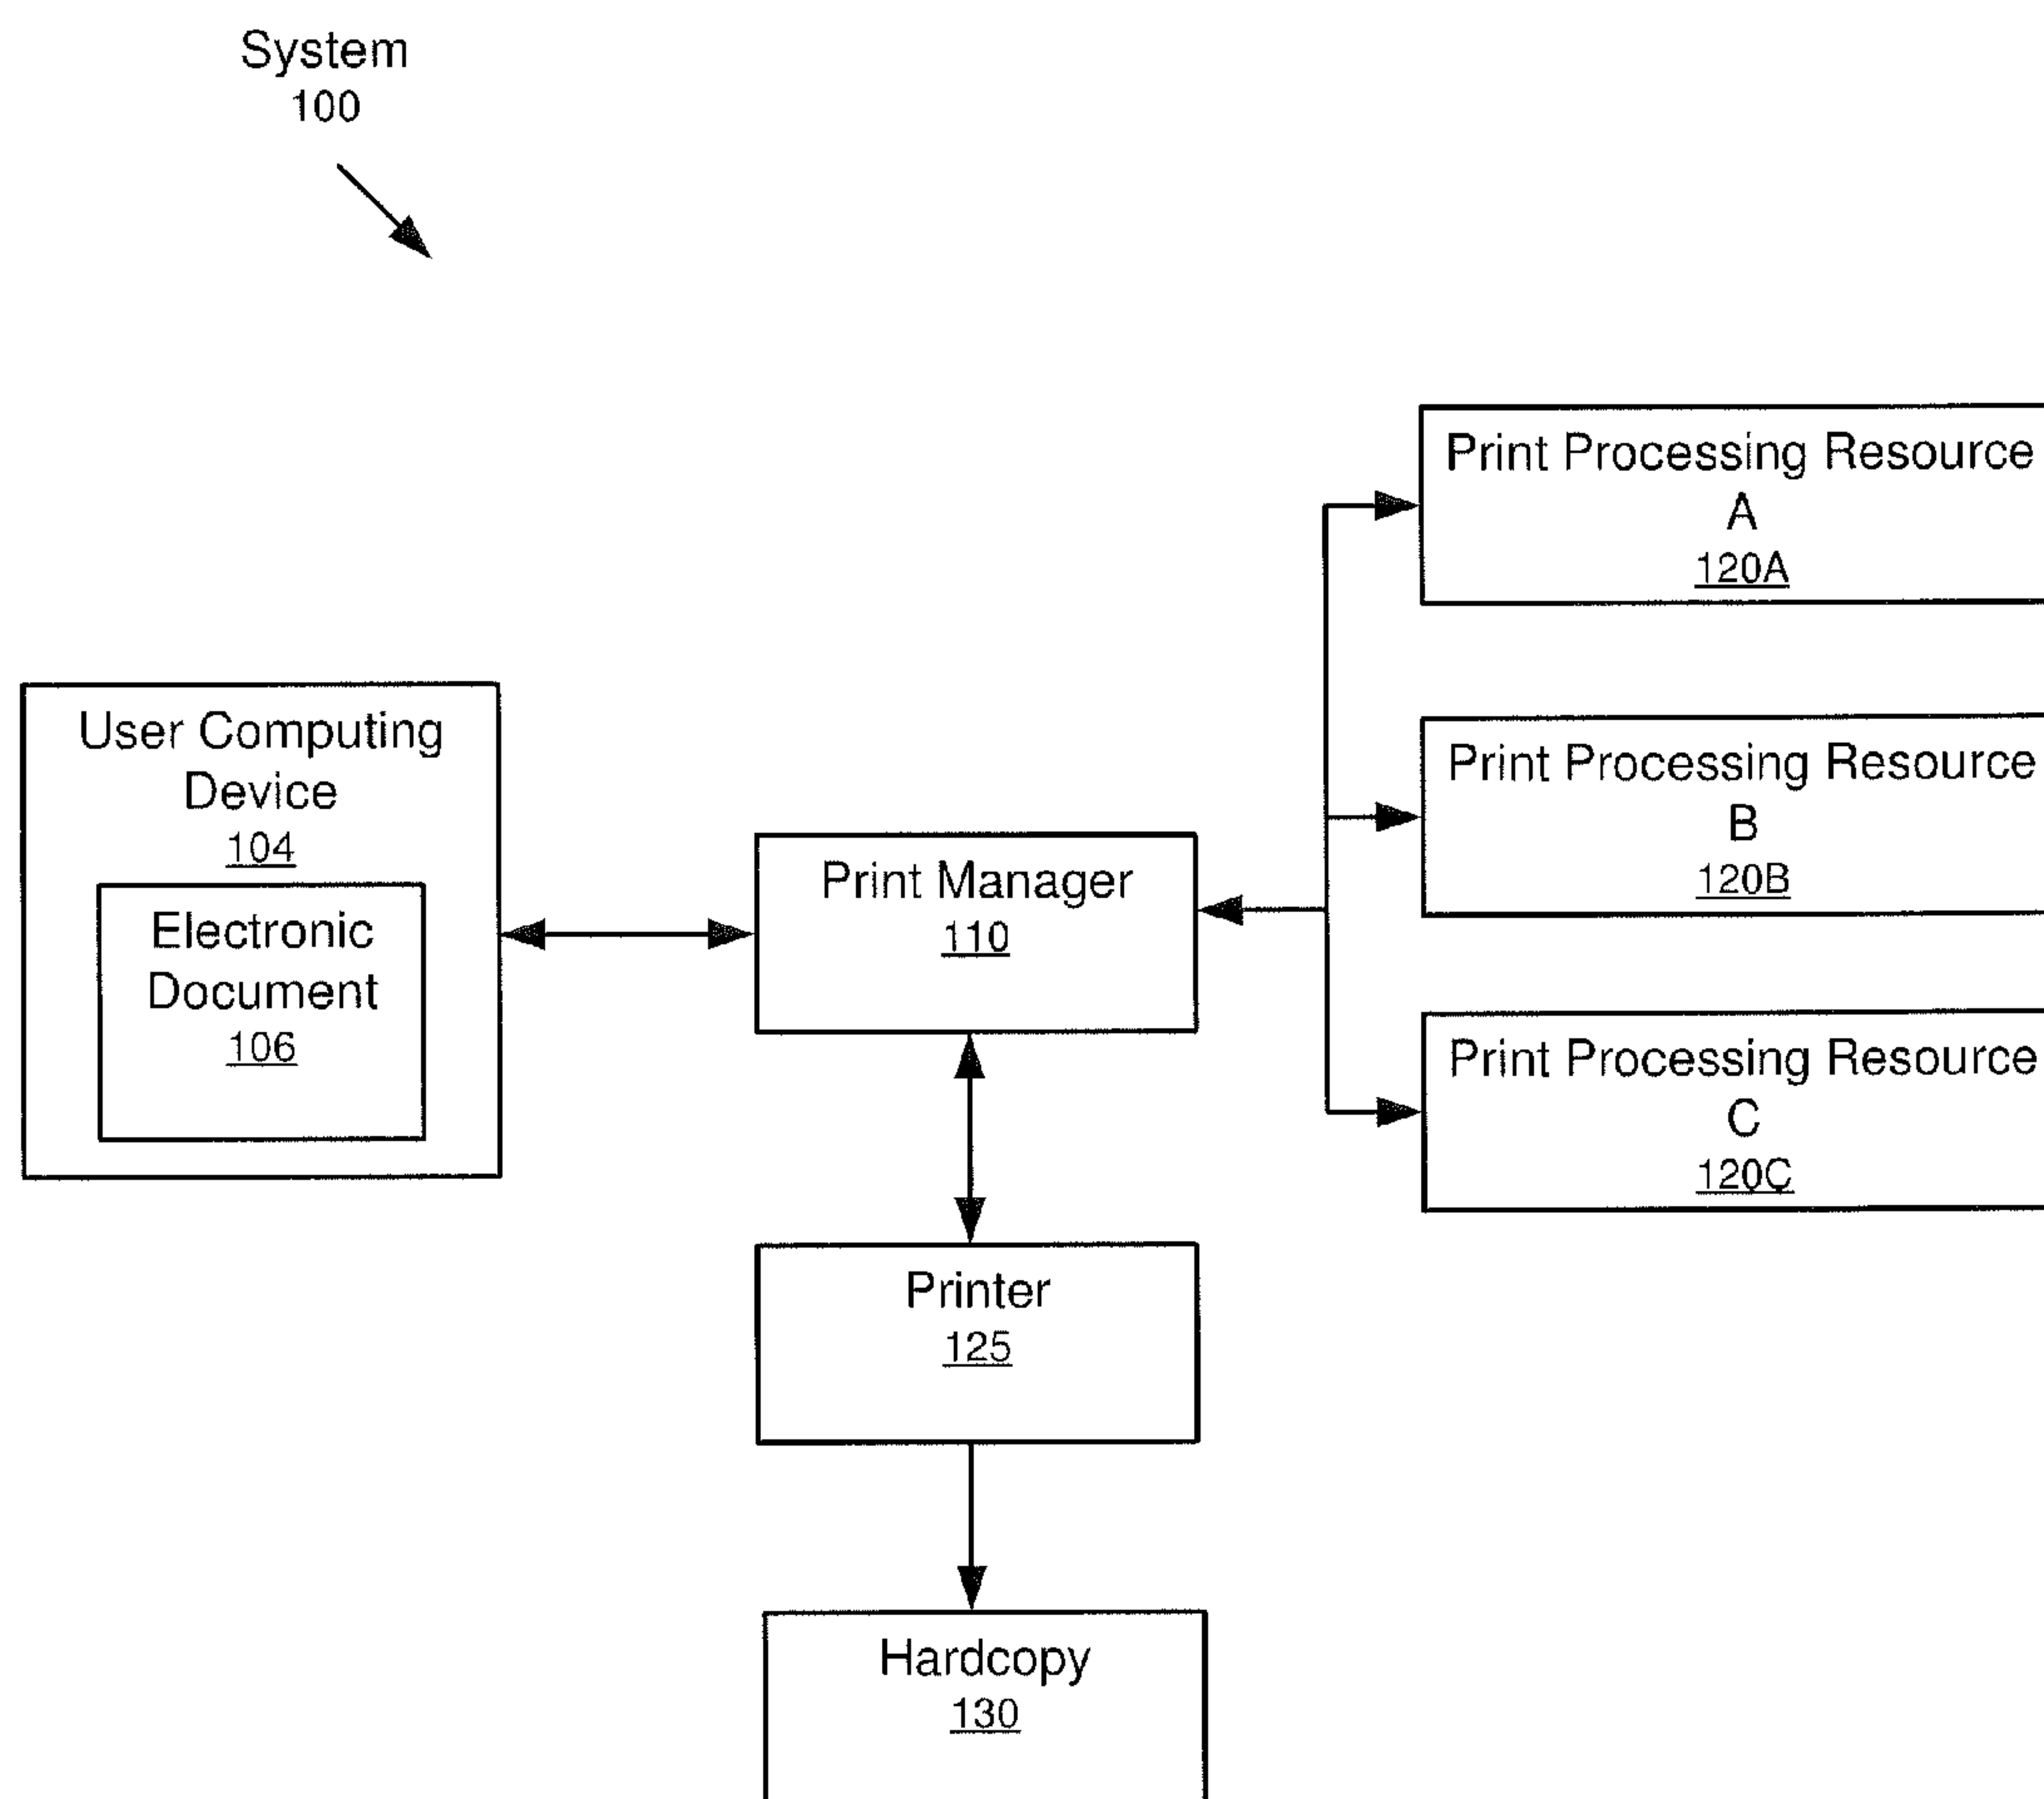 System
100
Print Processing Resource
A
120A
User Computing
Device
104
Electronic
Document
106
Print Manager
110
Print Processing Resource
B
120B
Print Processing Resource
C
120C
Printer
125
Hardcopy
130